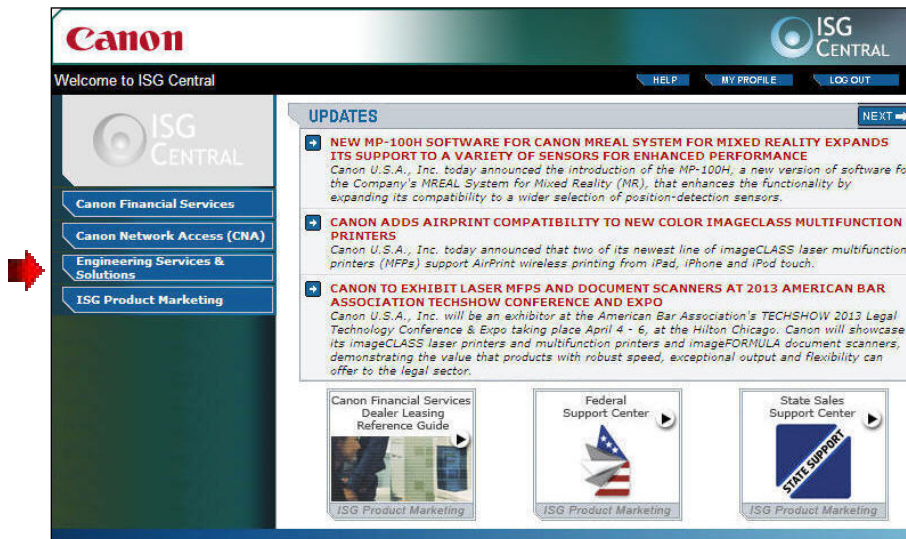 Canon
ISG
CENTRAL
Welcome to ISG Central
HELP
MY PROFILE
LOG OUT
ISG
CENTRAL
Canon Financial Services
Canon Network Access (CNA)
Engineering Services &
Solutions
ISG Product Marketing
UPDATES
NEXT
NEW MP-100H SOFTWARE FOR CANON MREAL SYSTEM FOR MIXED REALITY EXPANDS
ITS SUPPORT TO A VARIETY OF SENSORS FOR ENHANCED PERFORMANCE
Canon U.S.A., Inc. today announced the introduction of the MP-100H, a new version of software fo
the Company's MREAL System for Mixed Reality (MR), that enhances the functionality by
expanding its compatibility to a wider selection of position-detection sensors.
CANON ADDS AIRPRINT COMPATIBILITY TO NEW COLOR IMAGECLASS MULTIFUNCTION
PRINTERS
Canon U.S.A., Inc. today announced that two of its newest line of imageCLASS laser multifunction
printers (MFPs) support AirPrint wireless printing from iPad, iPhone and iPod touch.
CANON TO EXHIBIT LASER MFPS AND DOCUMENT SCANNERS AT 2013 AMERICAN BAR
ASSOCIATION TECHSHOW CONFERENCE AND EXPO
Canon U.S.A., Inc. will be an exhibitor at the American Bar Association's TECHSHOW 2013 Legal
Technology Conference & Expo taking place April 4 - 6, at the Hilton Chicago. Canon will showcase
its imageCLASS laser printers and multifunction printers and imageFORMULA document scanners,
demonstrating the value that products with robust speed, exceptional output and flexibility can
offer to the legal sector.
Canon Financial Services
Dealer Leasing
Reference Guide
ISG Product Marketing
Federal
Support Center
ISG Product Marketing
State Sales
Support Center
STATE SUPPORT
ISG Product Marketing